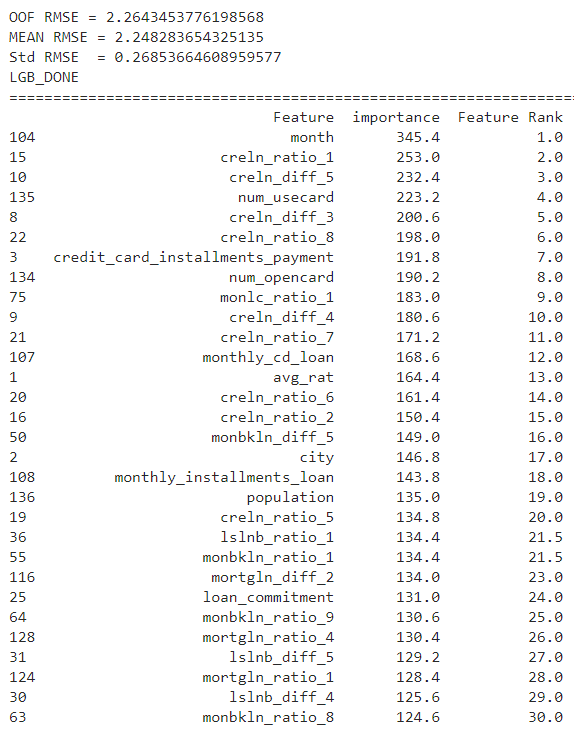 OOF RMSE = 2.2643453776198568
MEAN RMSE = 2.248283654325135
Std RMSE  = 0.26853664608959577
LGB_DONE
================================================================
Feature  importance  Feature Rank
104 month 345.4 1.0
15 creln_ratio_1 253.0 2.0
10 creln_diff_5 232.4 3.0
135 num_usecard 223.2 4.0
8 creln_diff_3 200.6 5.0
22 creln_ratio_8 198.0 6.0
3 credit_card_installments_payment 191.8 7.0
134 num_opencard 190.2 8.0
75 monlc_ratio_1 183.0 9.0
9 creln_diff_4 180.6 10.0
21 creln_ratio_7 171.2 11.0
107 monthly_cd_loan 168.6 12.0
1 avg_rat 164.4 13.0
20 creln_ratio_6 161.4 14.0
16 creln_ratio_2 150.4 15.0
50 monbkln_diff_5 149.0 16.0
2 city 146.8 17.0
108 monthly_installments_loan 143.8 18.0
136 population 135.0 19.0
19 creln_ratio_5 134.8 20.0
36 lslnb_ratio_1 134.4 21.5
55 monbkln_ratio_1 134.4 21.5
116 mortgln_diff_2 134.0 23.0
25 loan_commitment 131.0 24.0
64 monbkln_ratio_9 130.6 25.0
128 mortgln_ratio_4 130.4 26.0
31 lslnb_diff_5 129.2 27.0
124 mortgln_ratio_1 128.4 28.0
30 lslnb_diff_4 125.6 29.0
63 monbkln_ratio_8 124.6 30.0